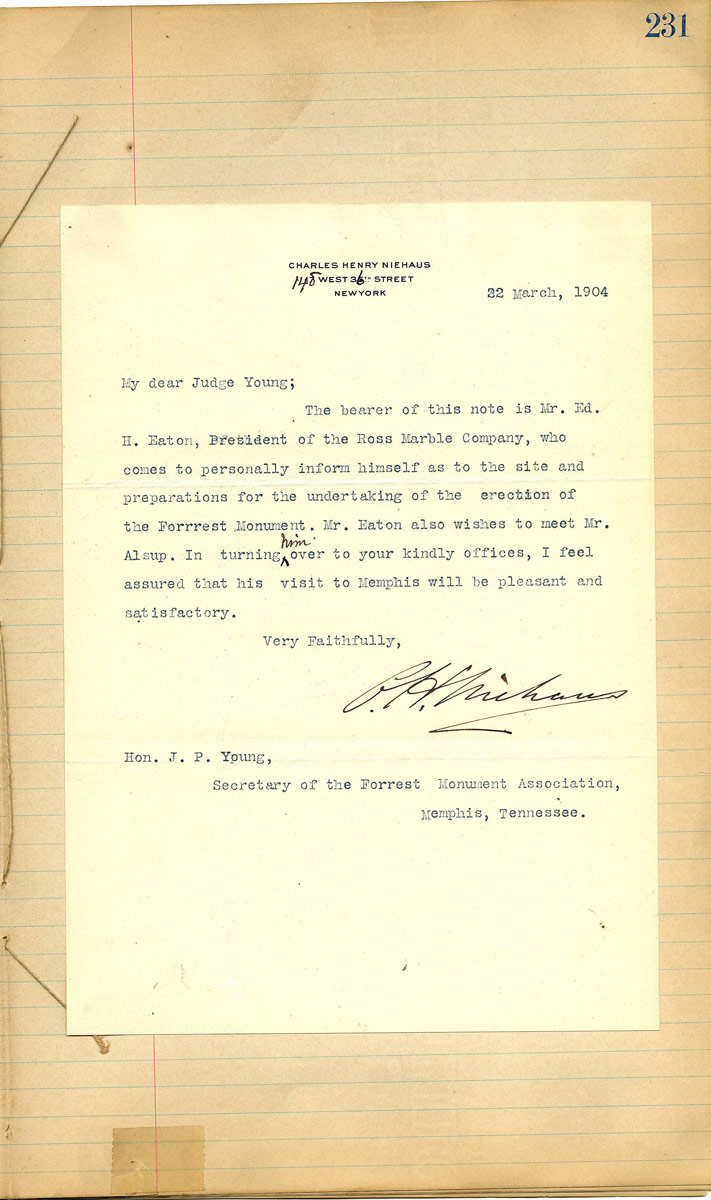 231
CHARLES HENRY NIEHAUS
148 WEST 36TH STREET
NEW YORK
22 March, 1904
My dear Judge Young;
The bearer of this note is Mr. Ed.
H. Eaton, President of the Ross Marble Company, who
comes to personally inform himself as to the site and
preparations for the undertaking of the erection of
the Forrrest Monument. Mr. Eaton also wishes to meet Mr.
Alsup. In turning him over to your kindly offices, I feel
assured that his visit to Memphis will be pleasant and
satisfactory.
Very Faithfully,
C. H. Niehaus
Hon. J. P. Young,
Secretary of the Forrest Monument Association,
Memphis, Tennessee.